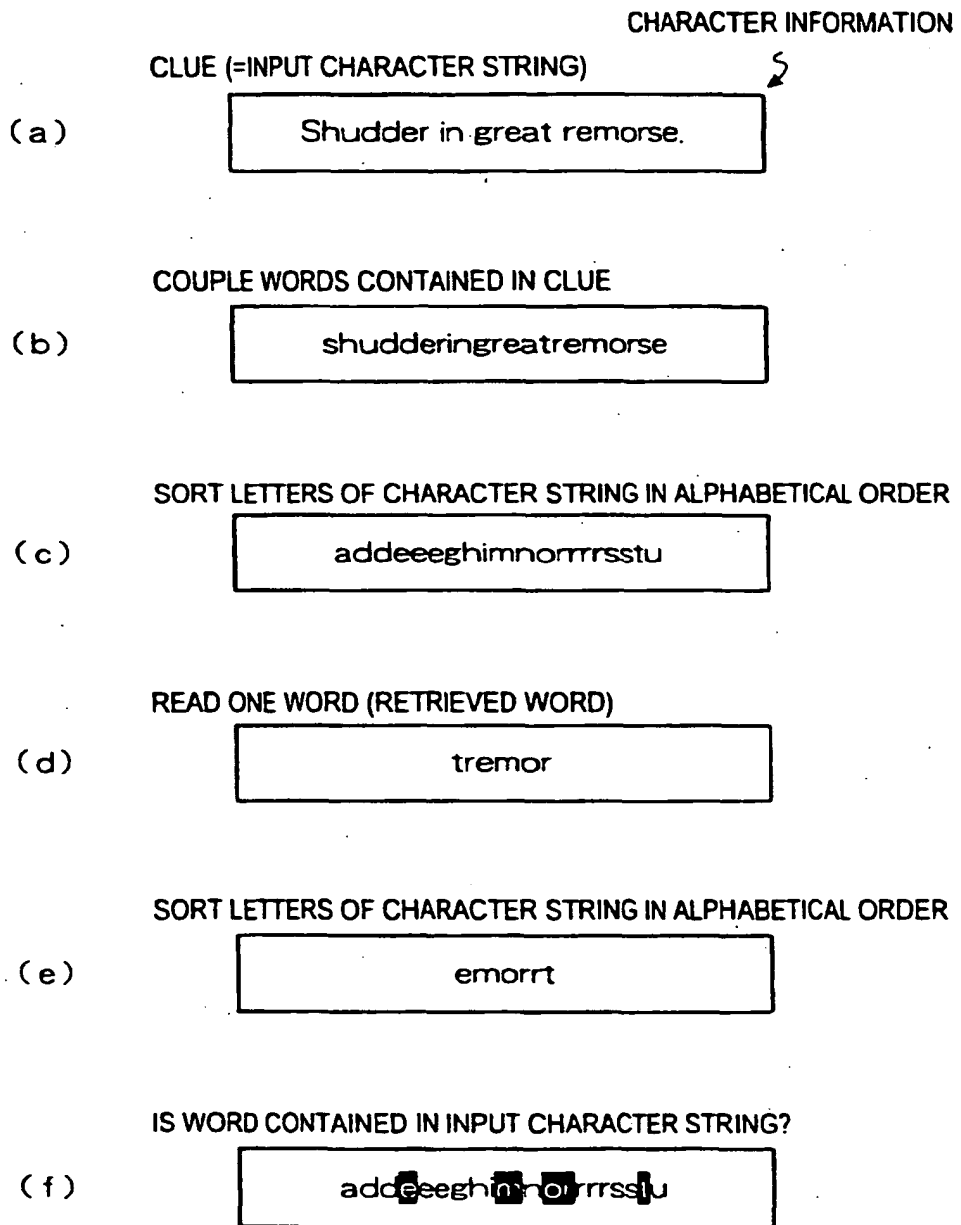 CHARACTER INFORMATION
CLUE (=INPUT CHARACTER STRING)
(a) Shudder in great remorse.
COUPLE WORDS CONTAINED IN CLUE
(b) shudderingreatremorse
SORT LETTERS OF CHARACTER STRING IN ALPHABETICAL ORDER
(c) addeeeghimnorrrrsstu
READ ONE WORD (RETRIEVED WORD)
(d) tremor
SORT LETTERS OF CHARACTER STRING IN ALPHABETICAL ORDER
(e) emorrt
IS WORD CONTAINED IN INPUT CHARACTER STRING?
(f) addeeeghimnorrrrsstu